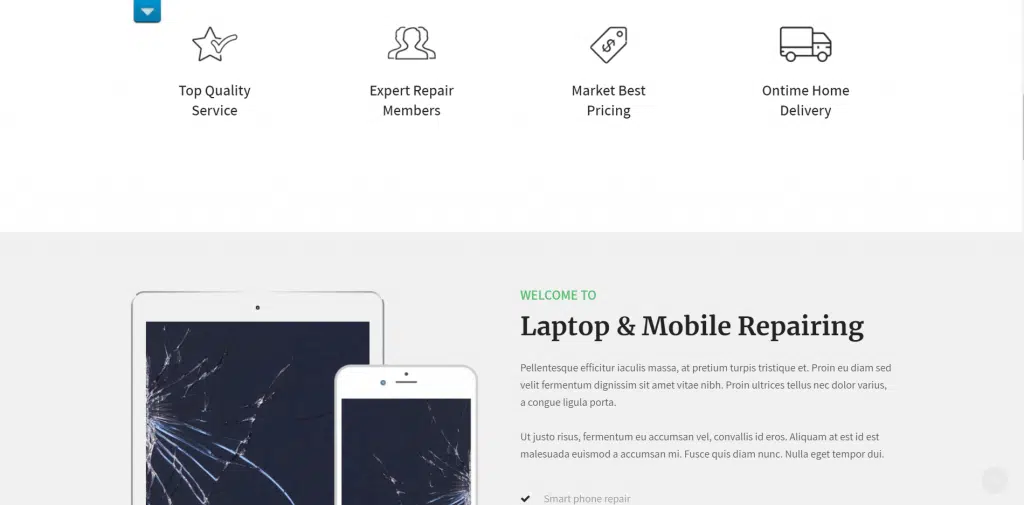 Top Quality
Service
Expert Repair
Members
Market Best
Pricing
Ontime Home
Delivery
WELCOME TO
Laptop & Mobile Repairing
Pellentesque efficitur iaculis massa, at pretium turpis tristique et. Proin eu diam sed
velit fermentum dignissim sit amet vitae nibh. Proin ultrices tellus nec dolor varius,
a congue ligula porta.
Ut justo risus, fermentum eu accumsan vel, convallis id eros. Aliquam at est id est
malesuada euismod a accumsan mi. Fusce quis diam nunc. Nulla eget tempor dui.
Smart phone repair